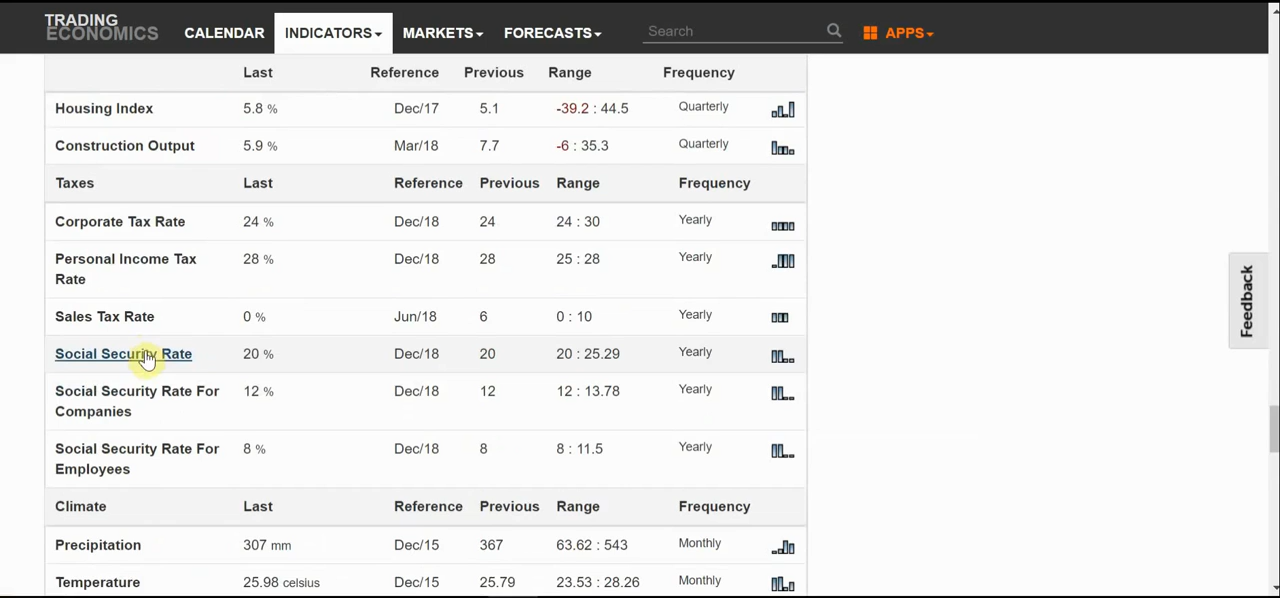 TRADING
ECONOMICS
CALENDAR INDICATORS MARKETS FORECASTS Search APPS
Last Reference Previous Range Frequency
Housing Index 5.8 % Dec/17 5.1 -39.2 : 44.5 Quarterly
Construction Output 5.9 % Mar/18 7.7 -6 : 35.3 Quarterly
Taxes Last Reference Previous Range Frequency
Corporate Tax Rate 24 % Dec/18 24 24 : 30 Yearly
Personal Income Tax 28 % Dec/18 28 25 : 28 Yearly
Rate
Sales Tax Rate 0 % Jun/18 6 0 : 10 Yearly
Social Security Rate 20 % Dec/18 20 20 : 25.29 Yearly
Social Security Rate For 12 % Dec/18 12 12 : 13.78 Yearly
Companies
Social Security Rate For 8 % Dec/18 8 8 : 11.5 Yearly
Employees
Climate Last Reference Previous Range Frequency
Precipitation 307 mm Dec/15 367 63.62 : 543 Monthly
Temperature 25.98 celsius Dec/15 25.79 23.53 : 28.26 Monthly
Feedback